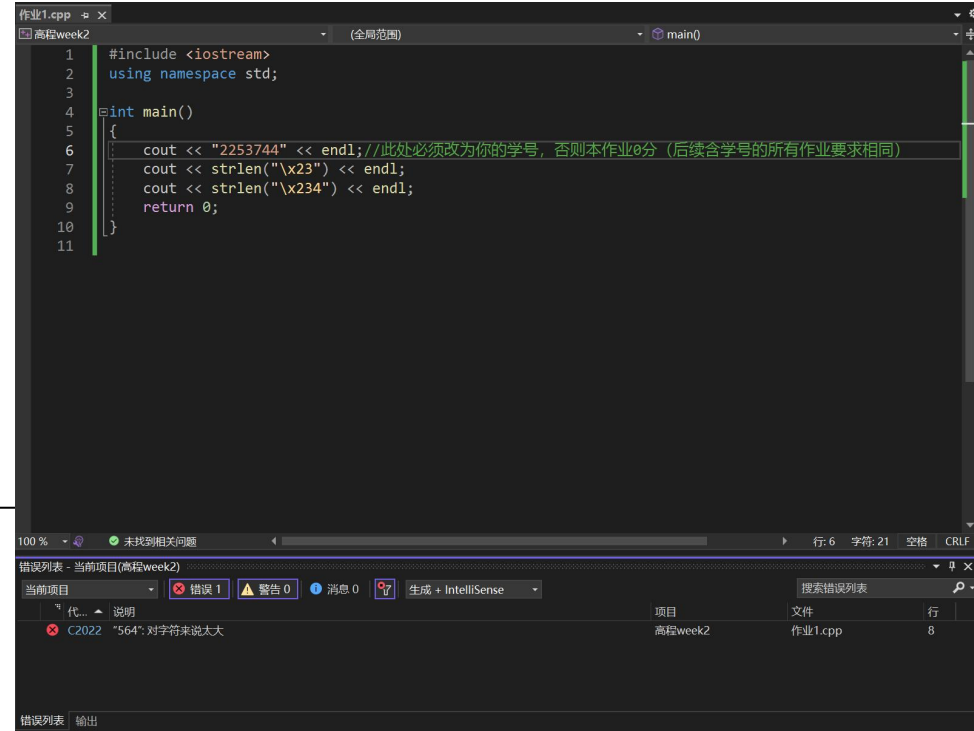 作业1.cpp
高程week2 (全局范围) main()
1 #include <iostream>
2 using namespace std;
3
4 int main()
5 {
6 cout << "2253744" << endl;//此处必须改为你的学号，否则本作业0分（后续含学号的所有作业要求相同）
7 cout << strlen("\x23") << endl;
8 cout << strlen("\x234") << endl;
9 return 0;
10 }
11
100 % 未找到相关问题 行: 6 字符: 21 空格 CRLF
错误列表 - 当前项目(高程week2)
当前项目 错误 1 警告 0 消息 0 生成 + IntelliSense 搜索错误列表
代... 说明 项目 文件 行
C2022 "564": 对字符来说太大 高程week2 作业1.cpp 8
错误列表 输出